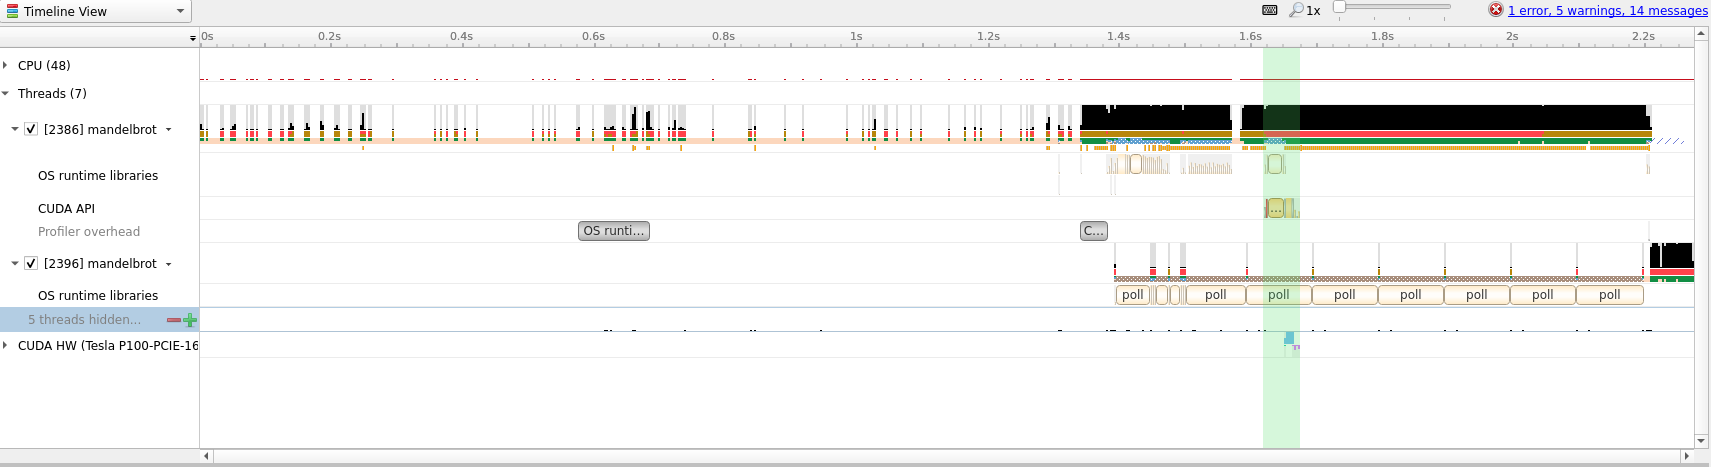 Timeline View 1x 1 error, 5 warnings, 14 messages
0s 0.2s 0.4s 0.6s 0.8s 1s 1.2s 1.4s 1.6s 1.8s 2s 2.2s
CPU (48)
Threads (7)
[2386] mandelbrot
OS runtime libraries
CUDA API ...
Profiler overhead OS runti... C...
[2396] mandelbrot
OS runtime libraries poll poll poll poll poll poll poll poll
5 threads hidden...
CUDA HW (Tesla P100-PCIE-16